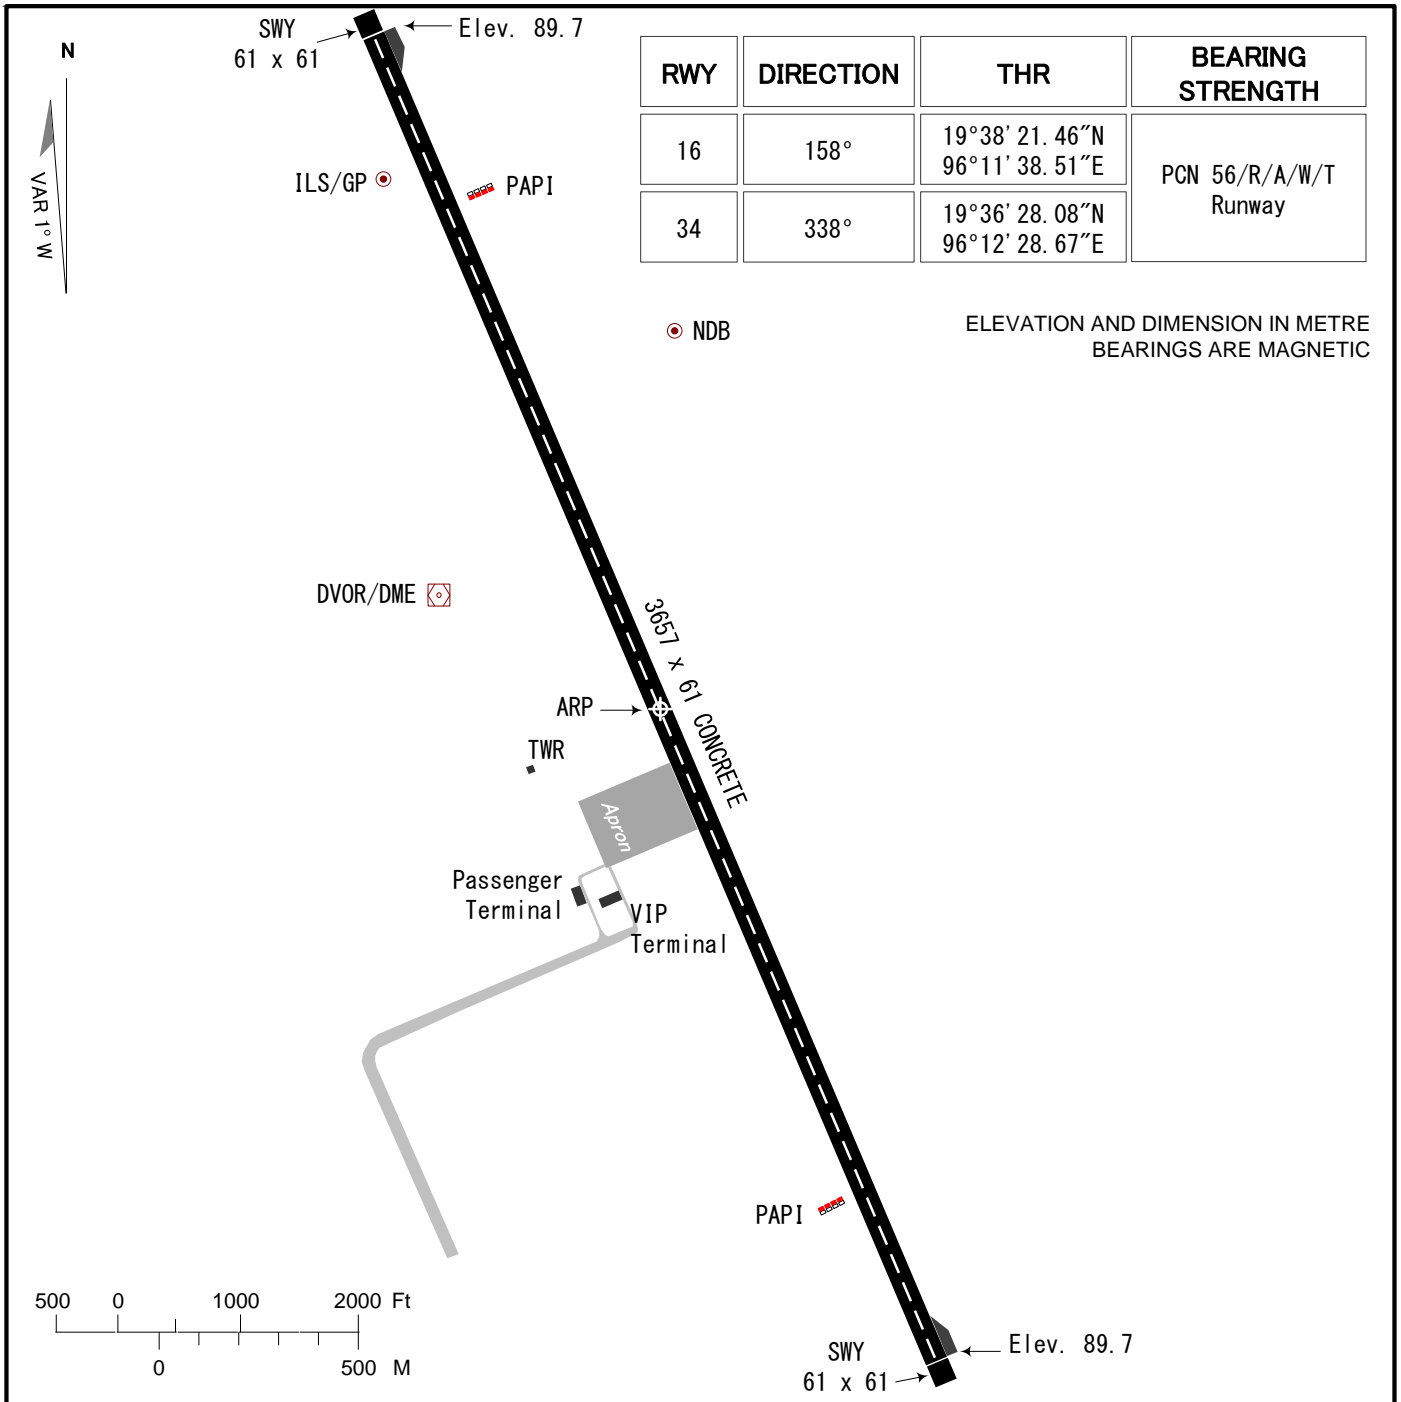 SWY
61 x 61
Elev. 89.7
N
VAR 1° W
RWY DIRECTION THR BEARING STRENGTH
16 158° 19°38'21.46"N
96°11'38.51"E
PCN 56/R/A/W/T
Runway
34 338° 19°36'28.08"N
96°12'28.67"E
ILS/GP
PAPI
NDB
ELEVATION AND DIMENSION IN METRE
BEARINGS ARE MAGNETIC
DVOR/DME
3657 x 61 CONCRETE
ARP
TWR
Apron
Passenger
Terminal
VIP
Terminal
PAPI
500 0 1000 2000 Ft
0 500 M
SWY
61 x 61
Elev. 89.7